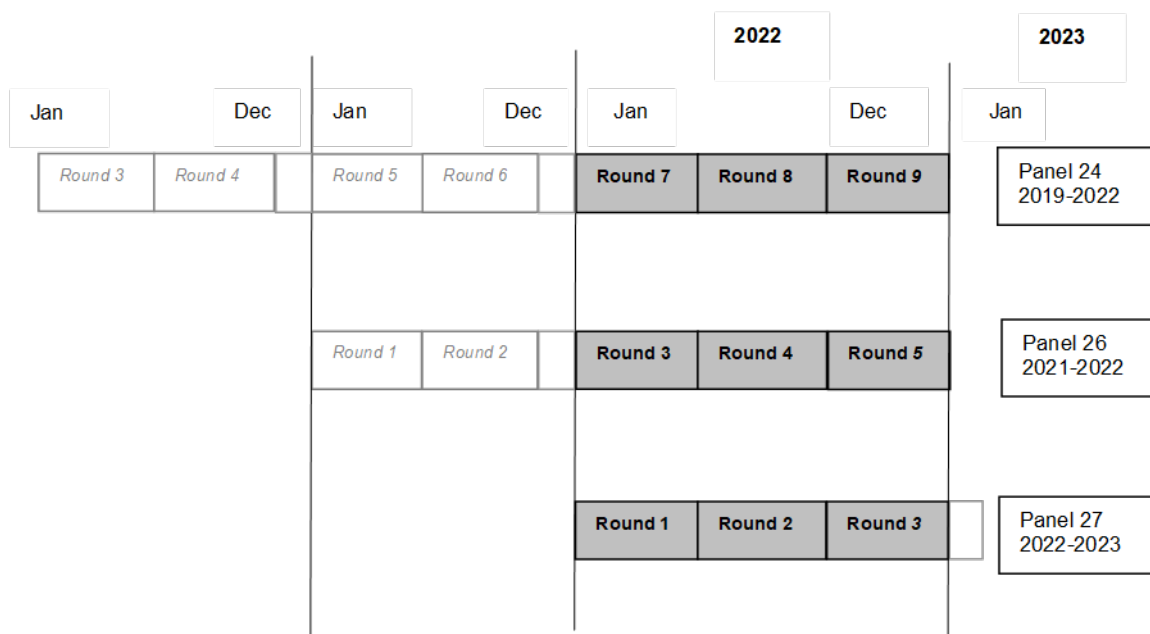 2022
2023
Jan
Dec
Jan
Dec
Jan
Dec
Jan
Round 3
Round 4
Round 5
Round 6
Round 7
Round 8
Round 9
Panel 24
2019-2022
Round 1
Round 2
Round 3
Round 4
Round 5
Panel 26
2021-2022
Round 1
Round 2
Round 3
Panel 27
2022-2023